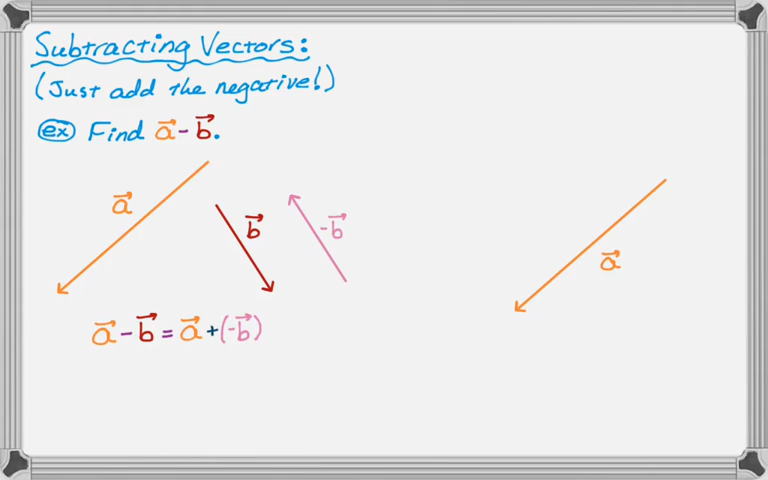 Subtracting Vectors:
(Just add the negative!)
ex Find a⃗ - b⃗.
a⃗
b⃗
-b⃗
a⃗
a⃗ - b⃗ = a⃗ + (-b⃗)